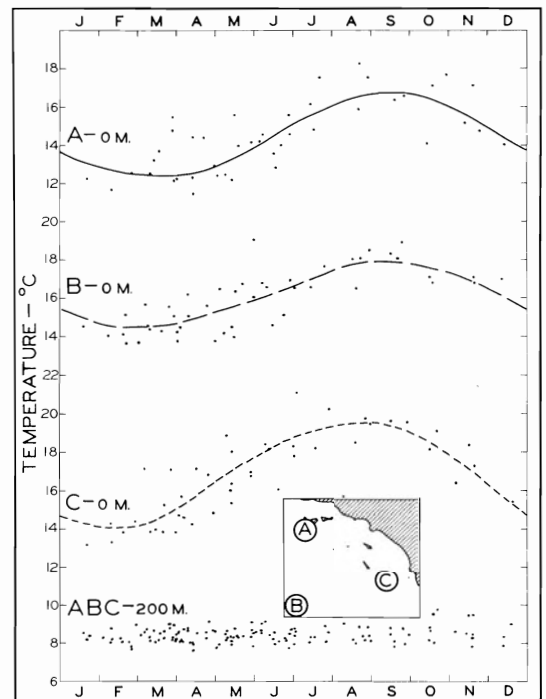 J F M A M J J A S O N D
18
16
A-0 M.
14
12
20
18
B-0 M.
16
14
22
20
18
16
C-0 M.
14
12
10
ABC-200 M.
8
6
TEMPERATURE-°C
A
B
C
J F M A M J J A S O N D